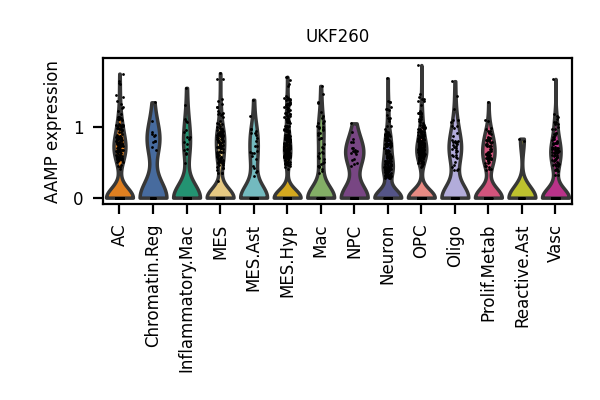 UKF260
AAMP expression
1
0
AC
Chromatin.Reg
Inflammatory.Mac
MES
MES.Ast
MES.Hyp
Mac
NPC
Neuron
OPC
Oligo
Prolif.Metab
Reactive.Ast
Vasc